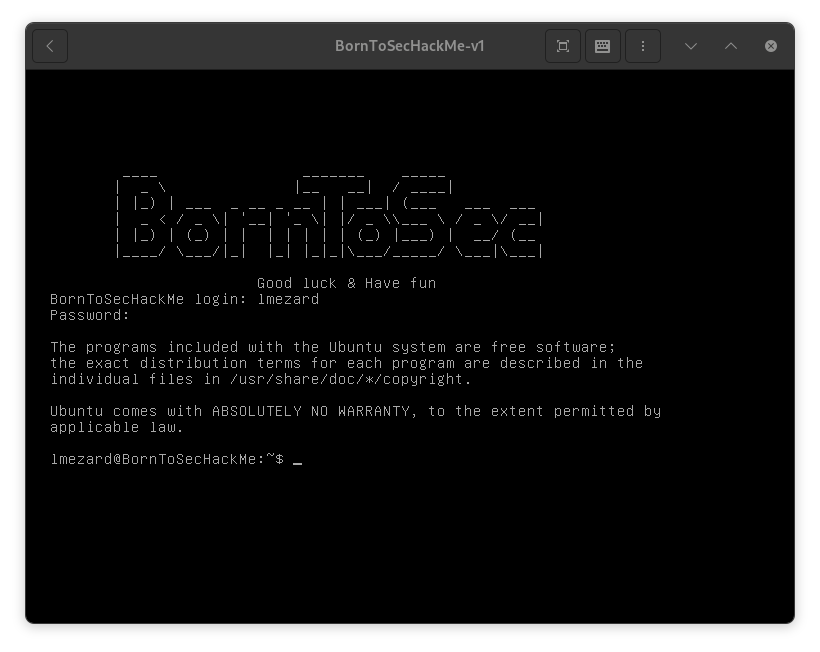 BornToSecHackMe-v1
BornToSec
Good luck & Have fun
BornToSecHackMe login: lmezard
Password:
The programs included with the Ubuntu system are free software;
the exact distribution terms for each program are described in the
individual files in /usr/share/doc/*/copyright.
Ubuntu comes with ABSOLUTELY NO WARRANTY, to the extent permitted by
applicable law.
lmezard@BornToSecHackMe:~$ _